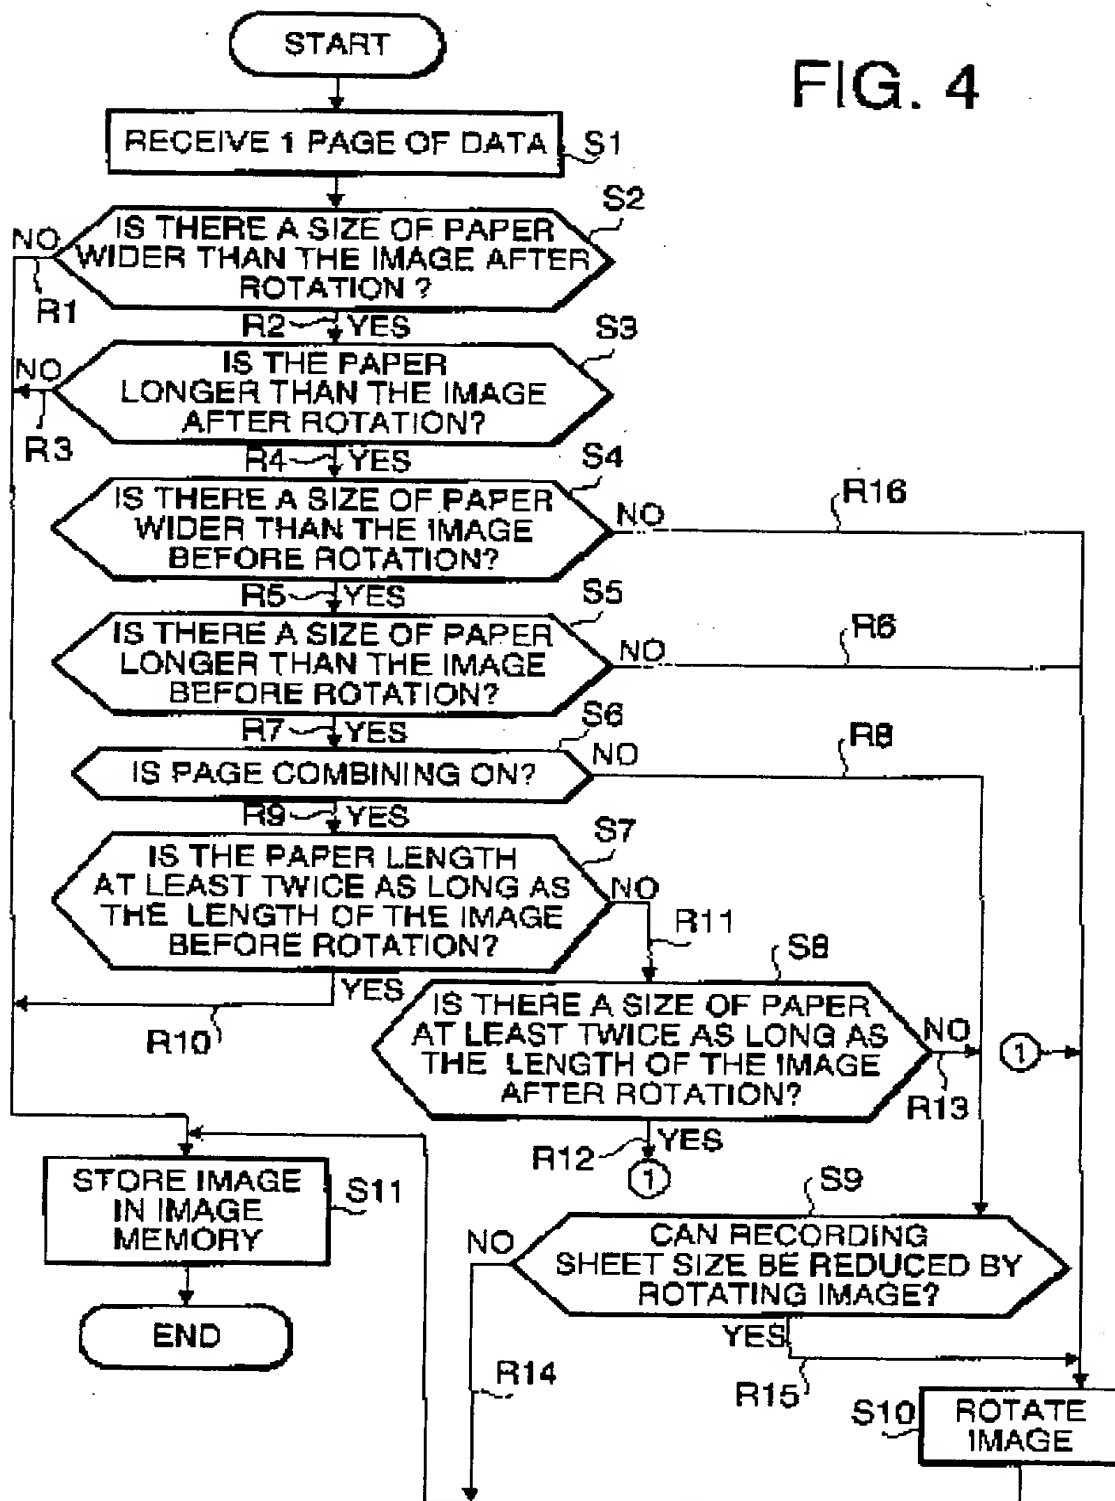 START
FIG. 4
RECEIVE 1 PAGE OF DATA
S1
S2
IS THERE A SIZE OF PAPER
WIDER THAN THE IMAGE AFTER
ROTATION ?
NO
R1
R2
YES
S3
IS THE PAPER
LONGER THAN THE IMAGE
AFTER ROTATION?
NO
R3
R4
YES
S4
IS THERE A SIZE OF PAPER
WIDER THAN THE IMAGE
BEFORE ROTATION?
NO
R16
R5
YES
S5
IS THERE A SIZE OF PAPER
LONGER THAN THE IMAGE
BEFORE ROTATION?
NO
R6
R7
YES
S6
IS PAGE COMBINING ON?
NO
R8
R9
YES
S7
IS THE PAPER LENGTH
AT LEAST TWICE AS LONG AS
THE LENGTH OF THE IMAGE
BEFORE ROTATION?
NO
R11
YES
R10
S8
IS THERE A SIZE OF PAPER
AT LEAST TWICE AS LONG AS
THE LENGTH OF THE IMAGE
AFTER ROTATION?
NO
R13
1
R12
YES
1
STORE IMAGE
IN IMAGE
MEMORY
S11
END
S9
CAN RECORDING
SHEET SIZE BE REDUCED BY
ROTATING IMAGE?
NO
YES
R14
R15
S10
ROTATE
IMAGE